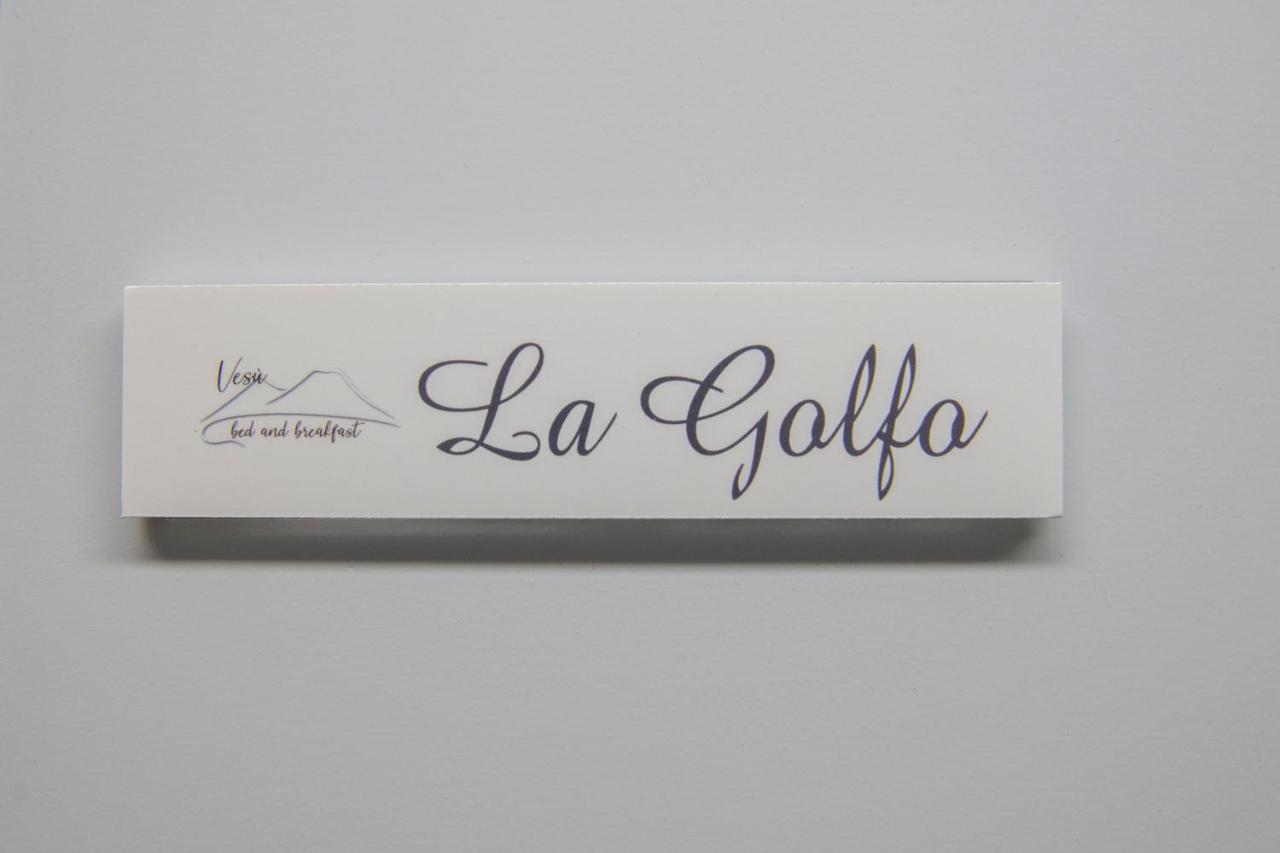 Vesù
bed and breakfast
La Golfo